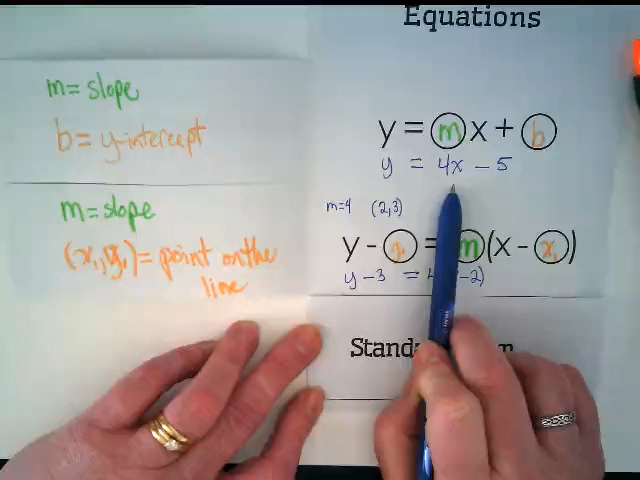 Equations
m = slope
b = y-intercept
y = m x + b
y = 4x - 5
m = slope
(x₁, y₁) = point on the
line
m=4 (2,3)
y - y₁ = m (x - x₁)
y - 3 = 4 - 2)
Stand